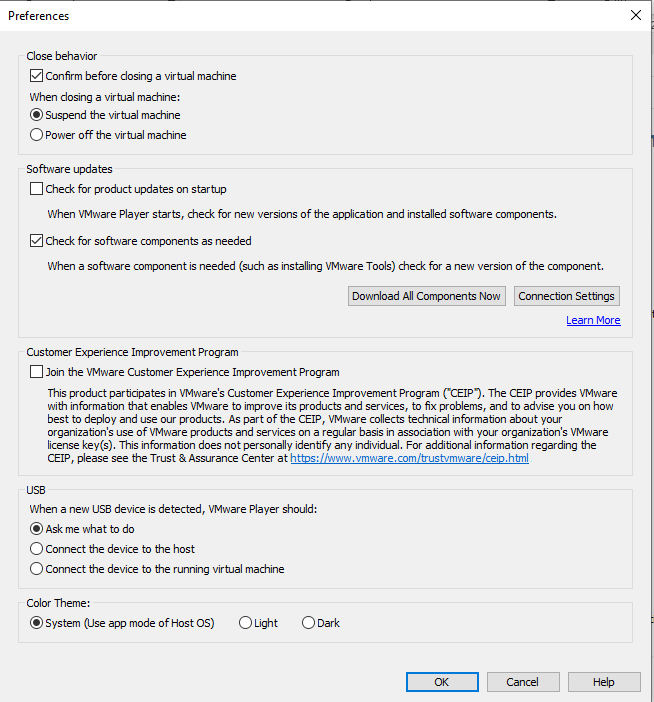 Preferences
Close behavior
Confirm before closing a virtual machine
When closing a virtual machine:
Suspend the virtual machine
Power off the virtual machine
Software updates
Check for product updates on startup
When VMware Player starts, check for new versions of the application and installed software components.
Check for software components as needed
When a software component is needed (such as installing VMware Tools) check for a new version of the component.
Download All Components Now Connection Settings
Learn More
Customer Experience Improvement Program
Join the VMware Customer Experience Improvement Program
This product participates in VMware's Customer Experience Improvement Program ("CEIP"). The CEIP provides VMware
with information that enables VMware to improve its products and services, to fix problems, and to advise you on how
best to deploy and use our products. As part of the CEIP, VMware collects technical information about your
organization's use of VMware products and services on a regular basis in association with your organization's VMware
license key(s). This information does not personally identify any individual. For additional information regarding the
CEIP, please see the Trust & Assurance Center at https://www.vmware.com/trustvmware/ceip.html
USB
When a new USB device is detected, VMware Player should:
Ask me what to do
Connect the device to the host
Connect the device to the running virtual machine
Color Theme:
System (Use app mode of Host OS) Light Dark
OK Cancel Help